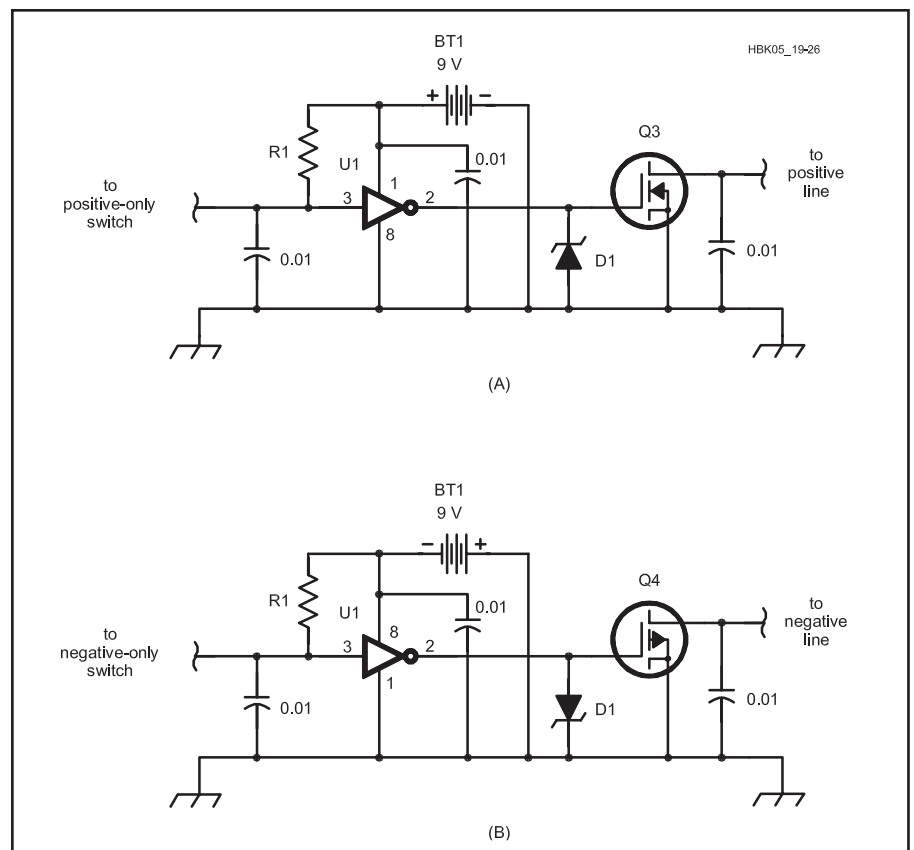 BT1
9 V
HBK05_19-26
+
−
Q3
R1
U1
0.01
to
positive
line
to
positive-only
switch
1
3
2
8
0.01
D1
0.01
(A)
BT1
9 V
−
+
Q4
R1
U1
0.01
to
negative
line
to
negative-only
switch
8
3
2
1
0.01
D1
0.01
(B)